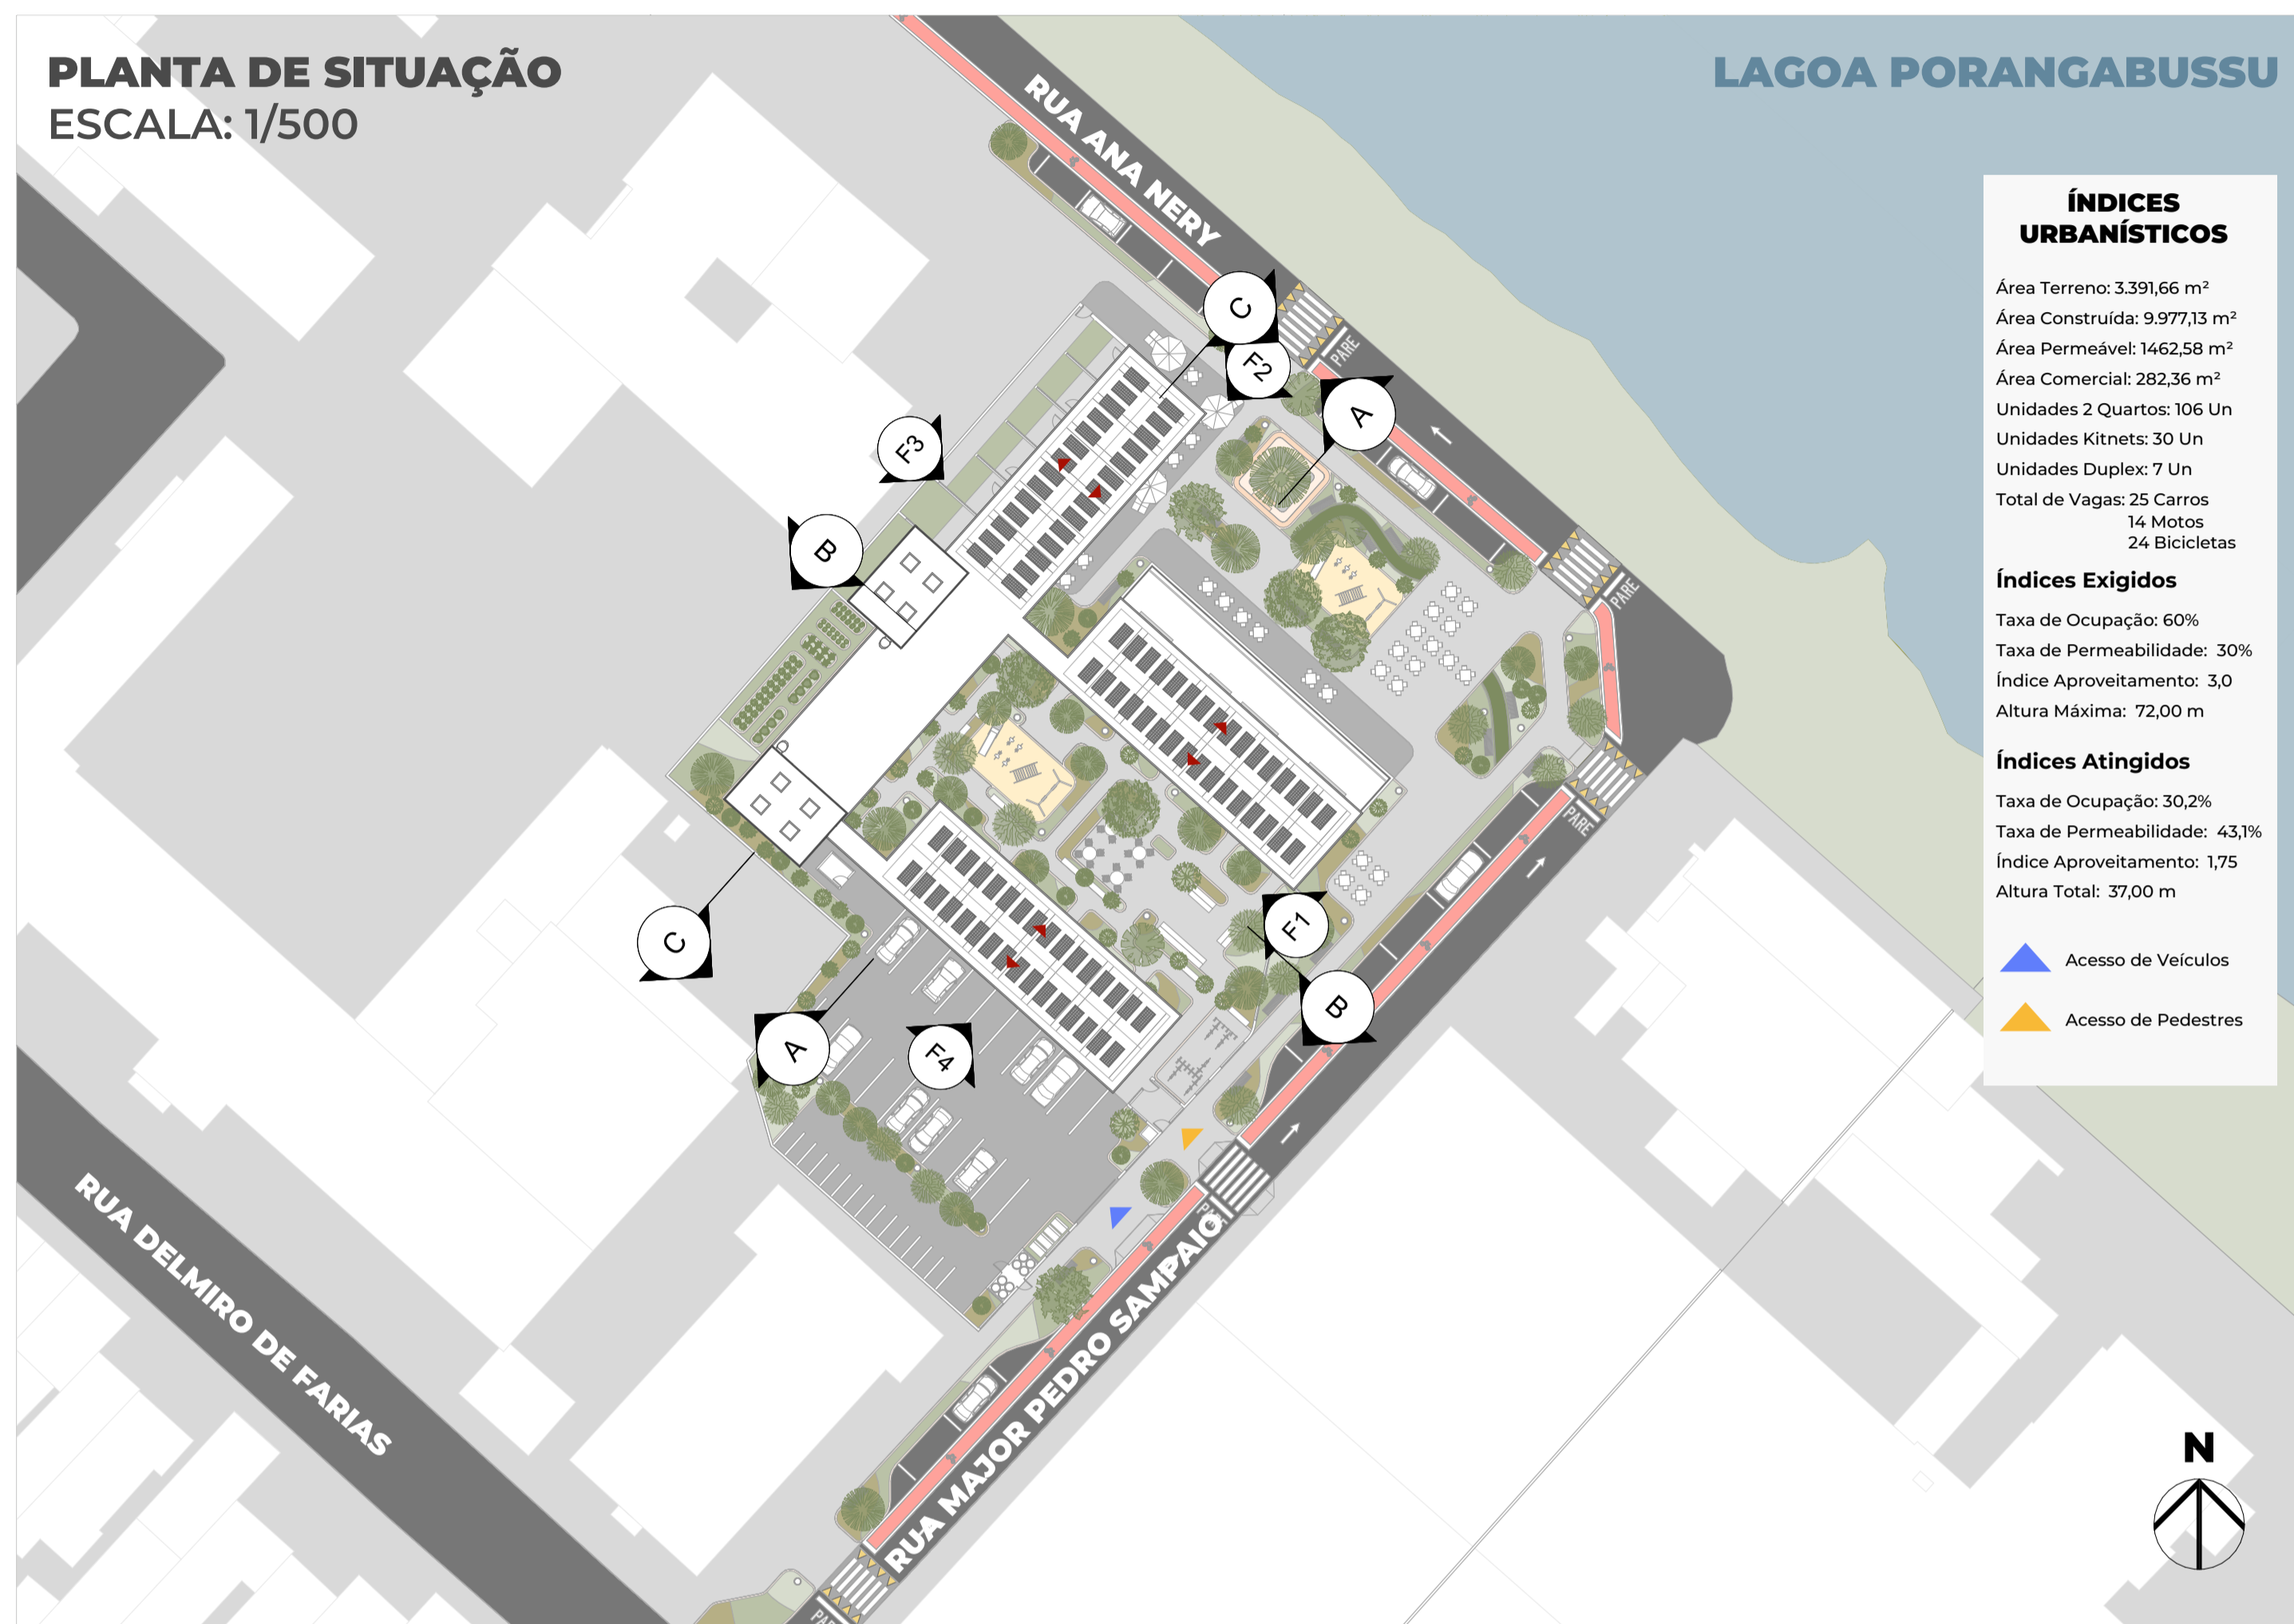 PLANTA DE SITUAÇÃO
ESCALA: 1/500
LAGOA PORANGABUSSU
RUA ANA NERY
ÍNDICES
URBANÍSTICOS
Área Terreno: 3.391,66 m²
Área Construída: 9.977,13 m²
Área Permeável: 1462,58 m²
Área Comercial: 282,36 m²
Unidades 2 Quartos: 106 Un
Unidades Kitnets: 30 Un
Unidades Duplex: 7 Un
Total de Vagas: 25 Carros
14 Motos
24 Bicicletas
Índices Exigidos
Taxa de Ocupação: 60%
Taxa de Permeabilidade: 30%
Índice Aproveitamento: 3,0
Altura Máxima: 72,00 m
Índices Atingidos
Taxa de Ocupação: 30,2%
Taxa de Permeabilidade: 43,1%
Índice Aproveitamento: 1,75
Altura Total: 37,00 m
Acesso de Veículos
Acesso de Pedestres
C
F2
PARE
A
F3
B
PARE
PARE
F1
C
B
A
F4
PARE
RUA MAJOR PEDRO SAMPAIO
RUA DELMIRO DE FARIAS
N